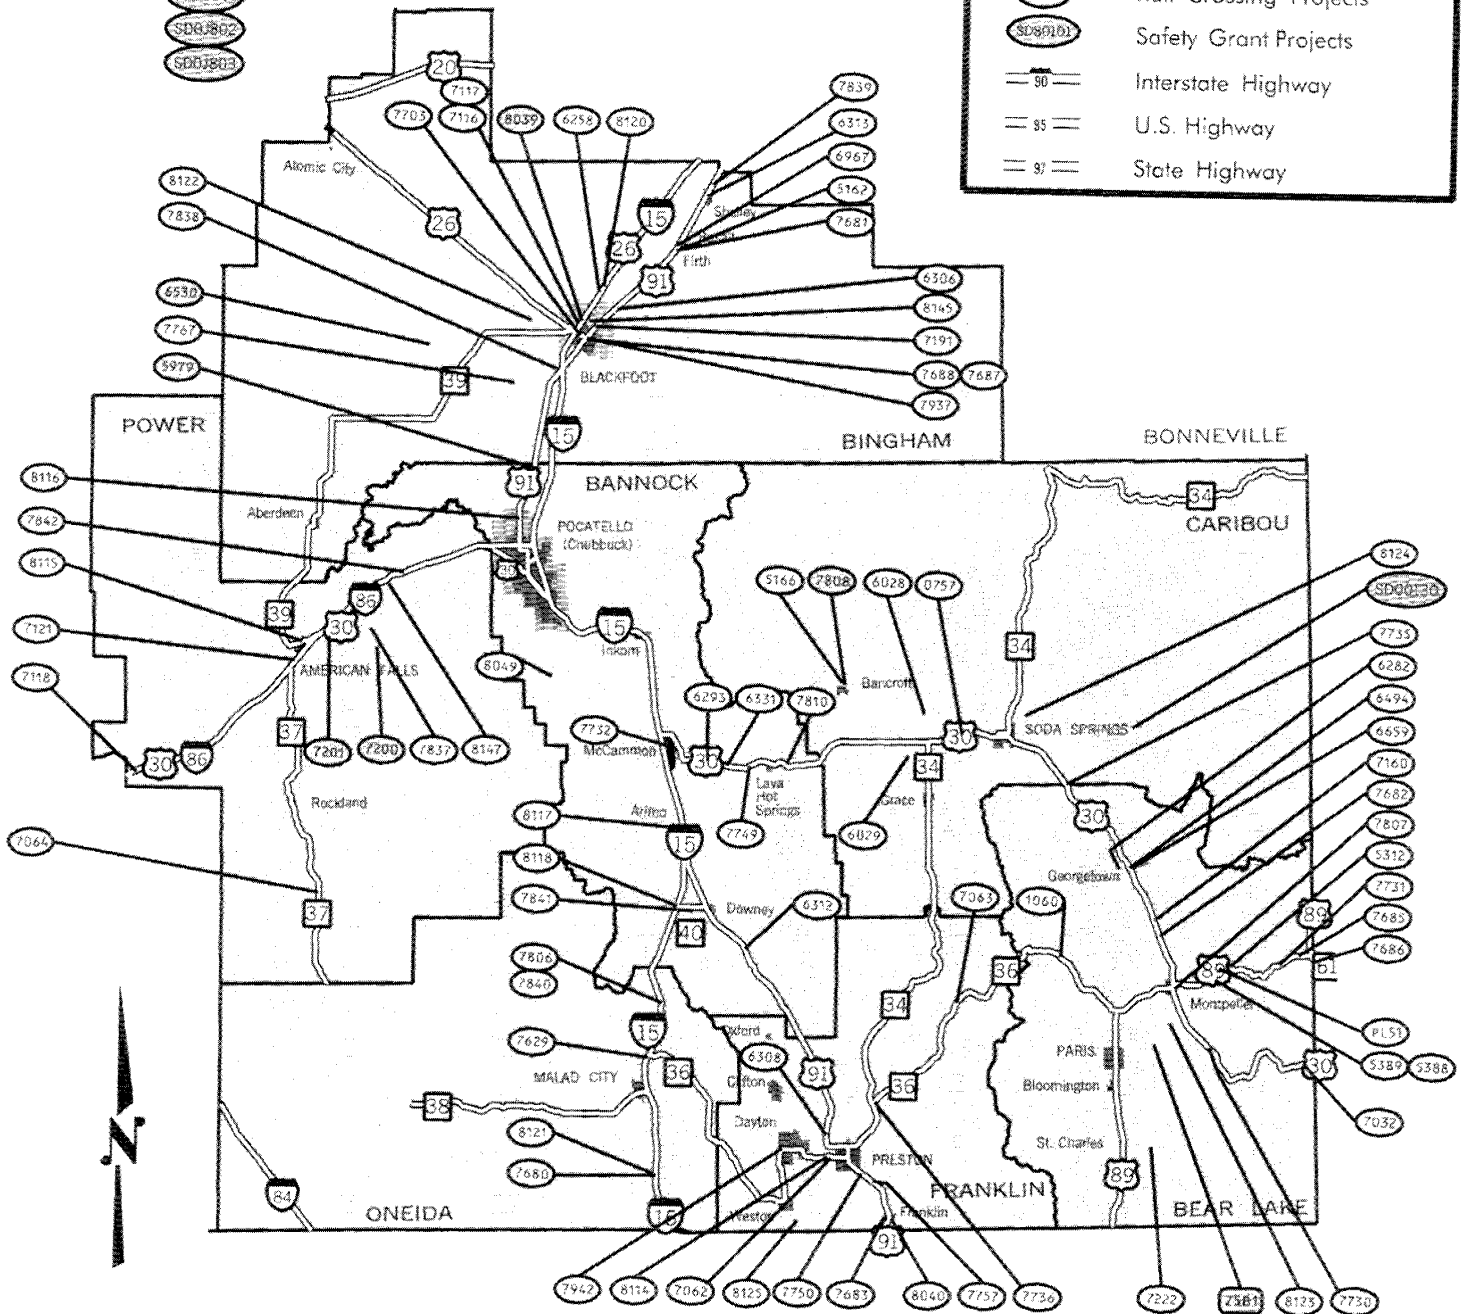 SD0J802
SD0J803
SD80101 Safety Grant Projects
90 Interstate Highway
95 U.S. Highway
97 State Highway
20
7117
7703 7116 8039 6258 8120
7839
6313
6967
5162
7681
Atomic City
8122
7838
26
15
26
91
Shelley
Firth
6530
7767
5979
39
BLACKFOOT
15
6306
8145
7191
7688 7687
7937
POWER
BINGHAM
BONNEVILLE
8116
7842
8115
7121
7118
Aberdeen
91
BANNOCK
POCATELLO
(Chubbuck)
34
CARIBOU
39
86
30
AMERICAN FALLS
15
Inkom
8049
5166 7808 6028 0757
34
8124
SD00130
7735
6282
6494
6659
7160
7682
7807
5312
7731
7685
7686
Bancroft
6293 6331 7810
7732
McCammon
30
30
SODA SPRINGS
37
30 86
7201 7200 7837 8147
Rockland
Lava
Hot
Springs
34
Grace
7749
6029
30
7064
37
Arimo
8117
15
8118
7841
Downey
40
6312
7063
1060
Georgetown
89
36
89
61
Montpelier
7806
7840
34
PLS1
5389 5388
7629
15
MALAD CITY
36
Oxford
6308
Clifton
91
36
PARIS
Bloomington
30
7032
38
Dayton
8121
7680
PRESTON
St. Charles
89
84
ONEIDA
15
Weston
Franklin
FRANKLIN
BEAR LAKE
91
N
7942 8114 7062 8125 7750 7683 8040 7757 7736 7222 7581 8123 7730